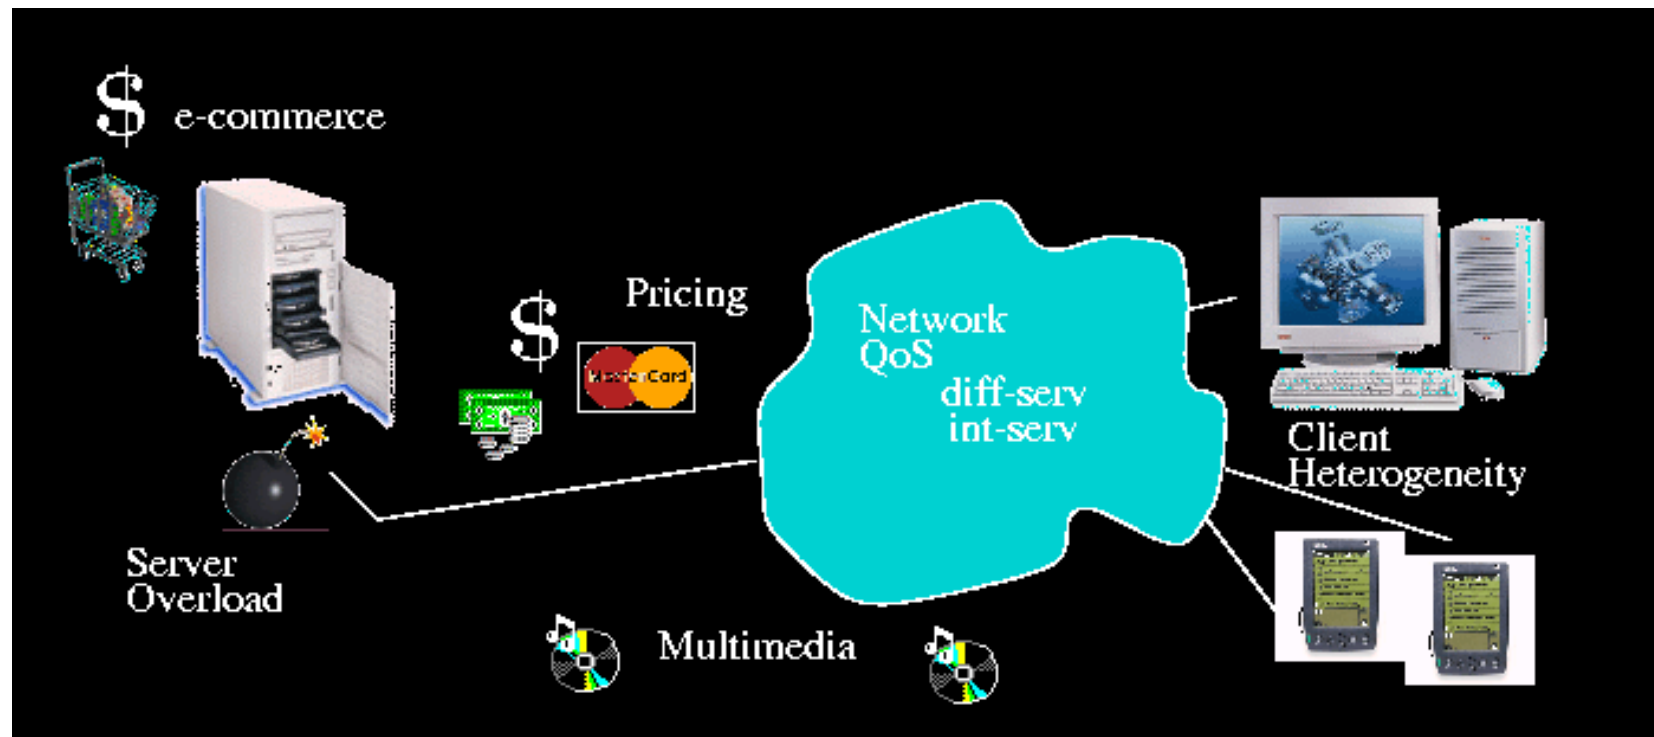 e-commerce
Pricing
MasterCard
Network
QoS
diff-serv
int-serv
Client
Heterogeneity
Server
Overload
Multimedia